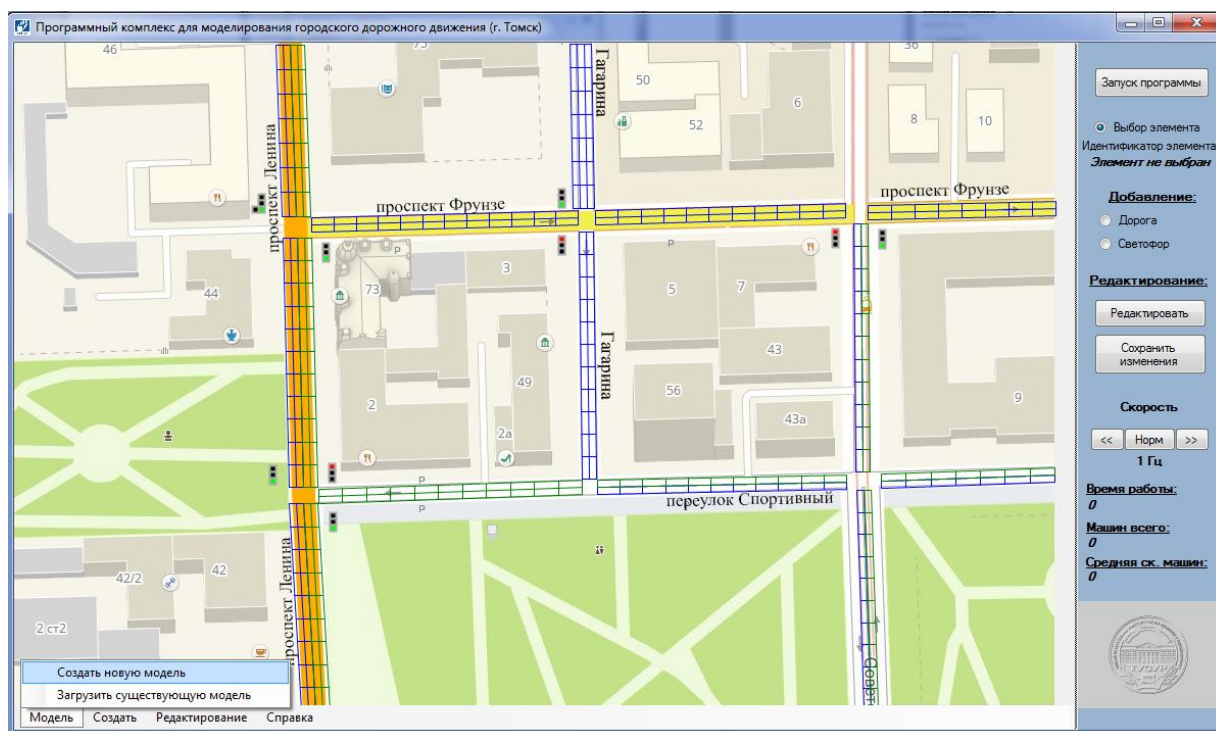 Программный комплекс для моделирования городского дорожного движения (г. Томск)
46
75
Гагарина
50
52
6
36
8
10
проспект Ленина
проспект Фрунзе
проспект Фрунзе
P
P
44
73
3
5
7
Гагарина
43
49
2
2а
56
43а
9
P
P
переулок Спортивный
проспект Ленина
42/2
42
2 ст2
Создать новую модель
Загрузить существующую модель
Модель
Создать
Редактирование
Справка
Запуск программы
Выбор элемента
Идентификатор элемента
Элемент не выбран
Добавление:
Дорога
Светофор
Редактирование:
Редактировать
Сохранить
изменения
Скорость
<<
Норм
>>
1 Гц
Время работы:
0
Машин всего:
0
Средняя ск. машин:
0
ТУСУР